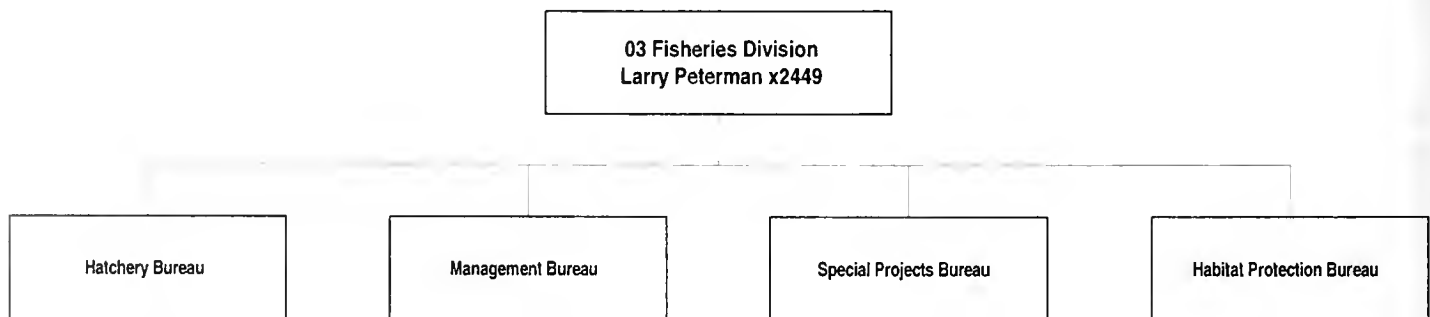 03 Fisheries Division
Larry Peterman x2449
Hatchery Bureau
Management Bureau
Special Projects Bureau
Habitat Protection Bureau